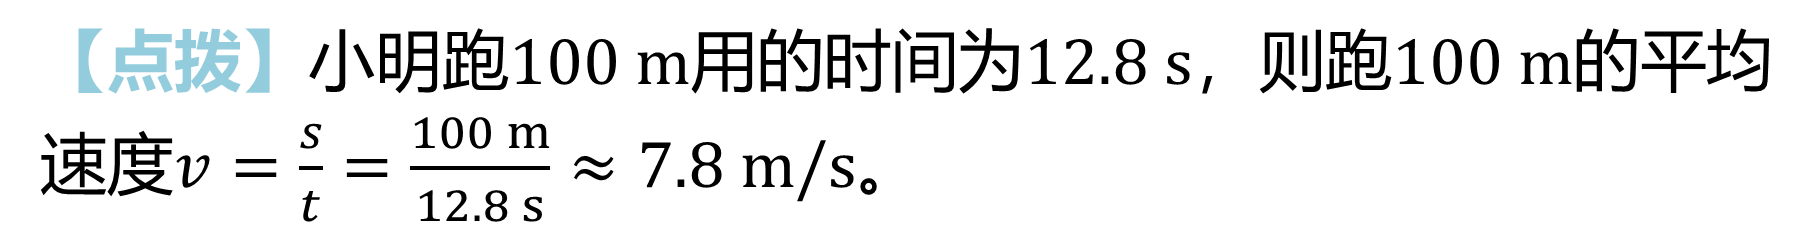 【点拨】小明跑100 m用的时间为12.8 s，则跑100 m的平均
速度v = s/t = 100 m/12.8 s ≈ 7.8 m/s。